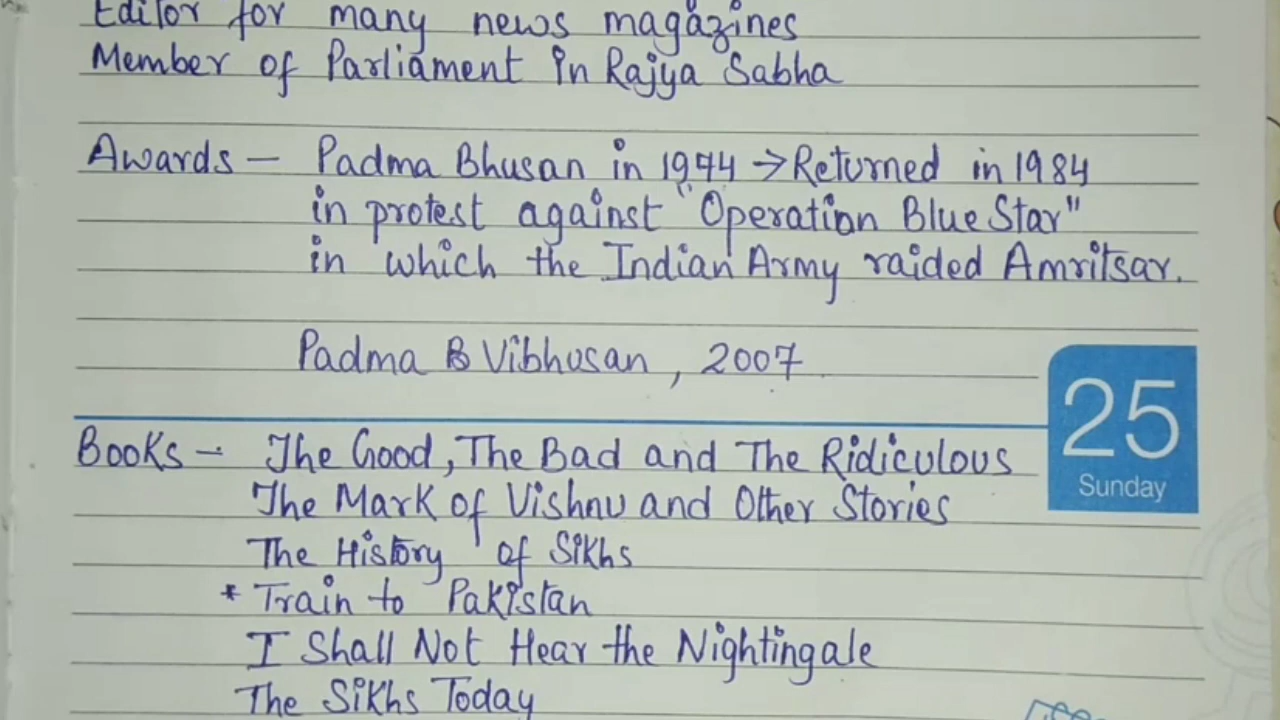 Editor for many news magazines
Member of Parliament in Rajya Sabha
Awards - Padma Bhusan in 1974 → Returned in 1984
in protest against "Operation Blue Star"
in which the Indian Army raided Amritsar.
Padma B Vibhusan, 2007
25
Sunday
Books - The Good, The Bad and The Ridiculous
The Mark of Vishnu and Other Stories
The History of Sikhs
* Train to Pakistan
I Shall Not Hear the Nightingale
The Sikhs Today